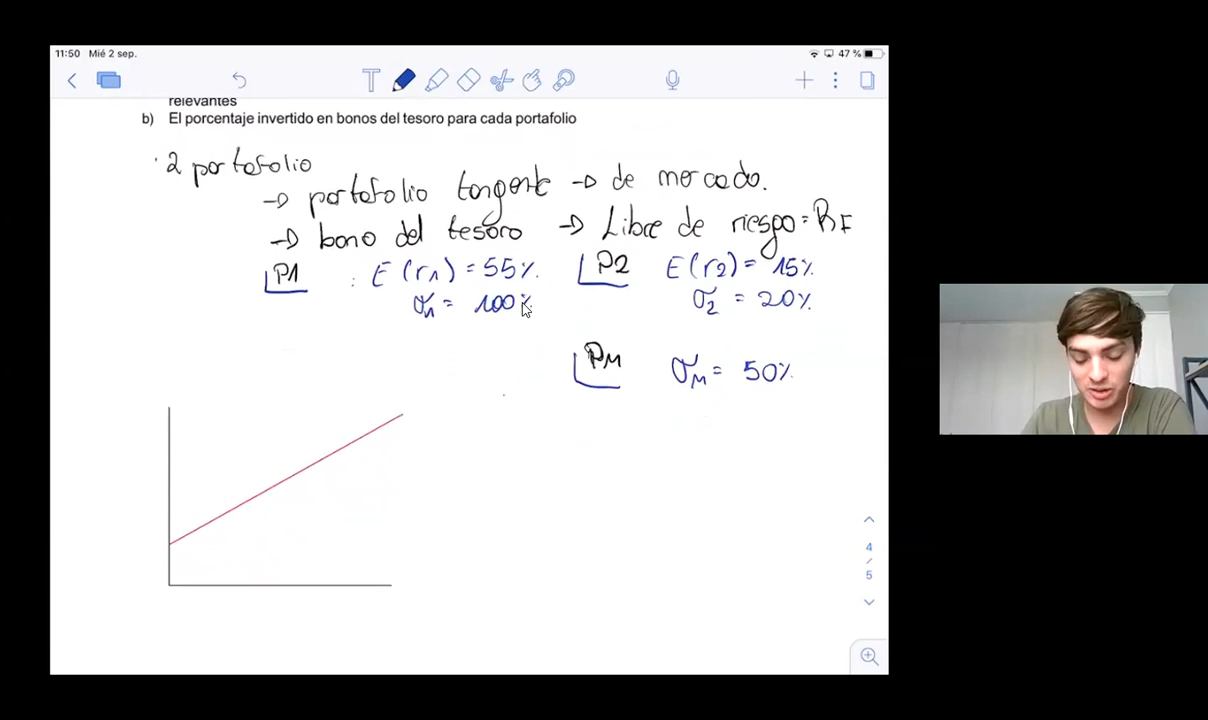 11:50 Mié 2 sep.
47 %
T
relevantes
b) El porcentaje invertido en bonos del tesoro para cada portafolio
· 2 portafolio
→ portafolio tangente → de mercado.
→ bono del tesoro → Libre de riesgo = RF
P1 : E(r1) = 55%. P2 E(r2) = 15%.
σ1 = 100% σ2 = 20%.
PM σM = 50%.
4
/
5